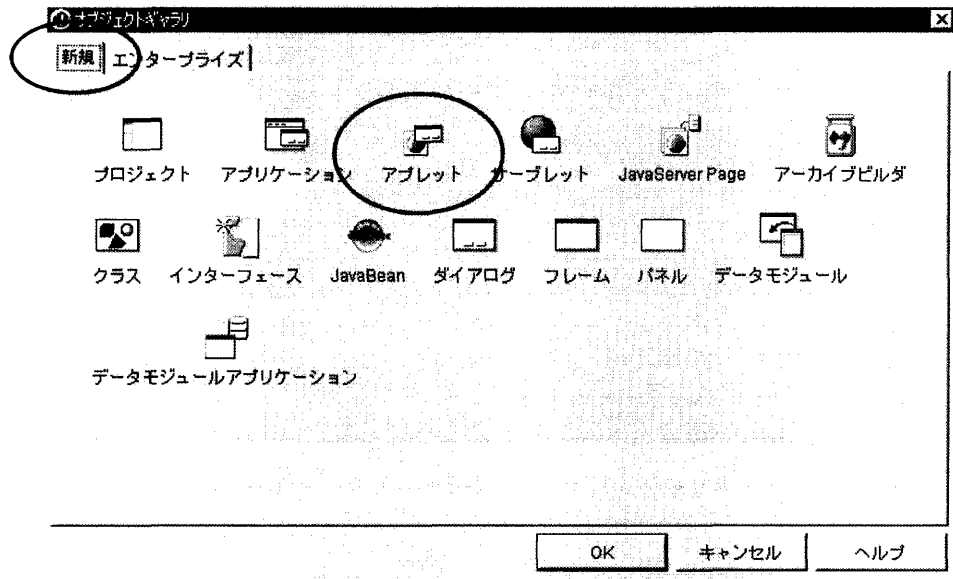 オブジェクトギャラリ
新規 エンタープライズ
プロジェクト アプリケーション アプレット サーブレット JavaServer Page アーカイブビルダ
クラス インターフェース JavaBean ダイアログ フレーム パネル データモジュール
データモジュールアプリケーション
OK キャンセル ヘルプ